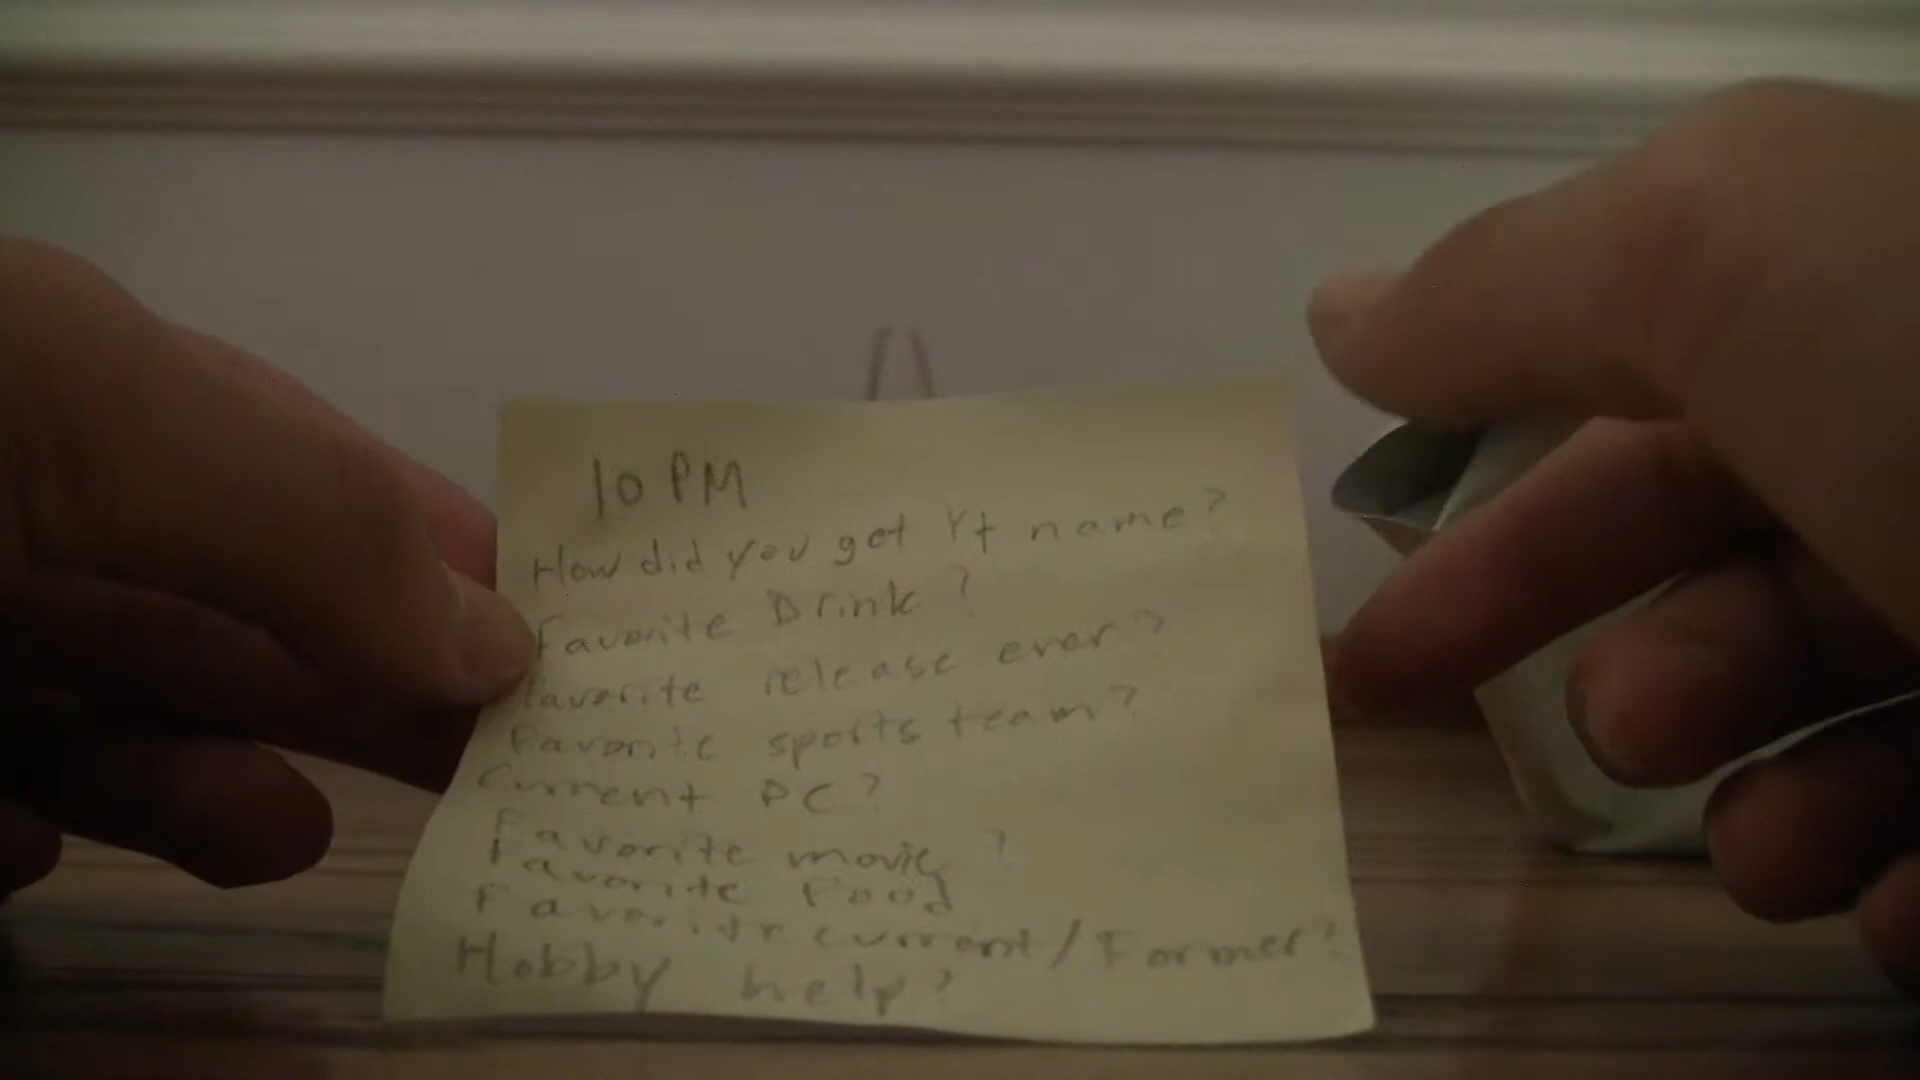 10 PM
How did you get Yt name?
Favorite Drink?
Favorite release ever?
Favorite sports team?
Current PC?
Favorite movie?
Favorite Food
Favorite current/Former?
Hobby help?